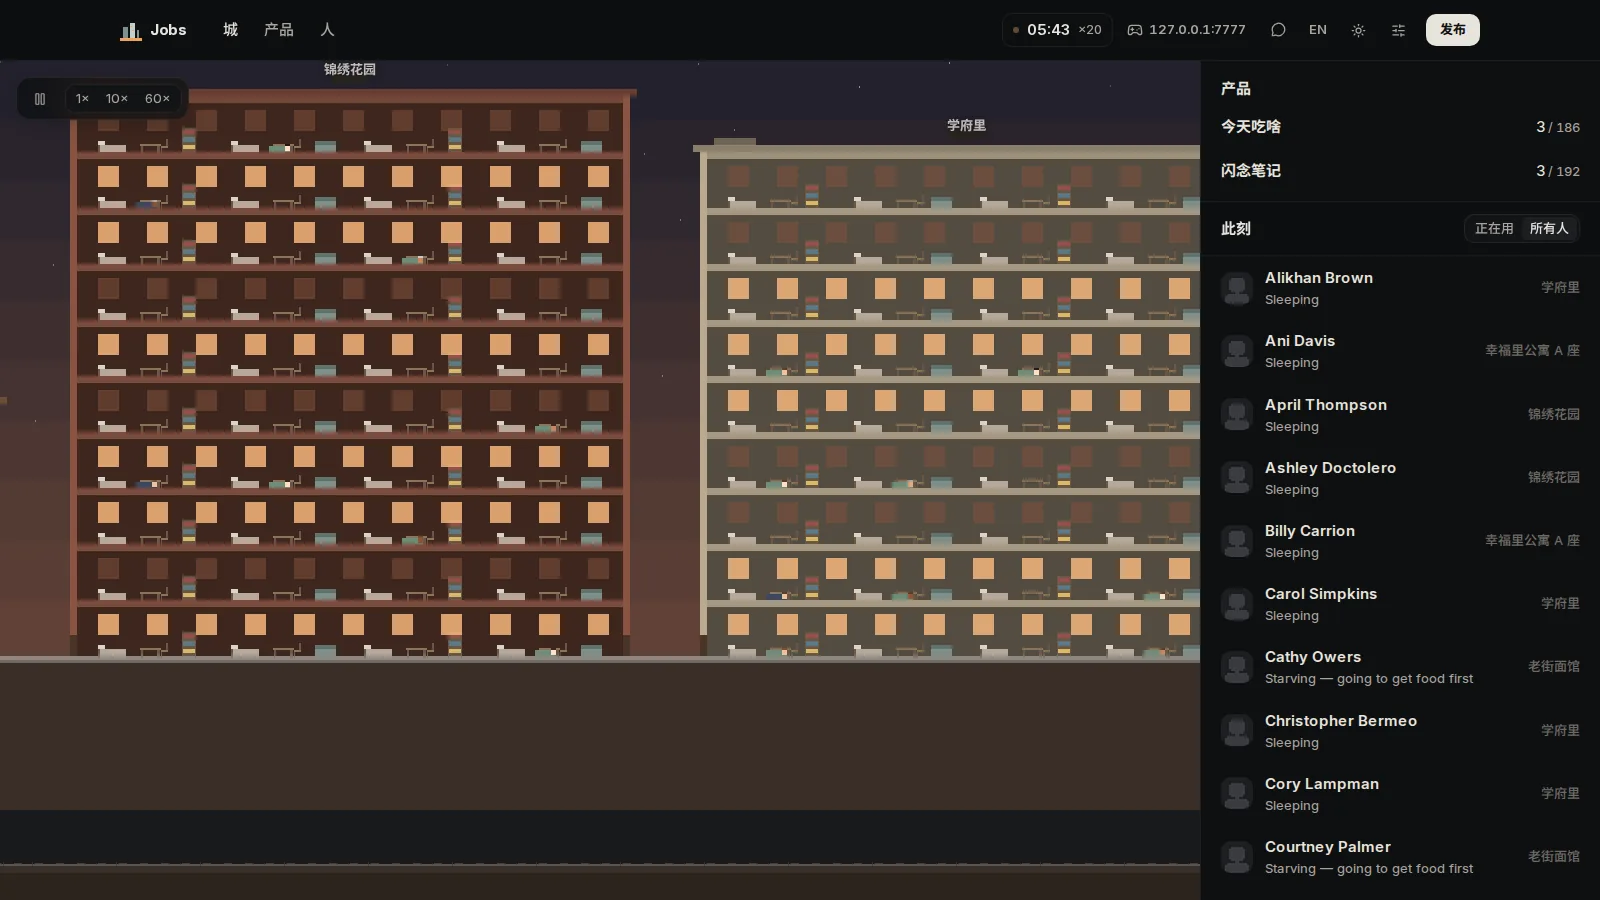 Jobs 城 产品 人 05:43 ×20 127.0.0.1:7777 EN 发布
锦绣花园
1× 10× 60×
学府里
产品
今天吃啥 3 / 186
闪念笔记 3 / 192
此刻 正在用 所有人
Alikhan Brown
Sleeping
学府里
Ani Davis
Sleeping
幸福里公寓 A 座
April Thompson
Sleeping
锦绣花园
Ashley Doctolero
Sleeping
锦绣花园
Billy Carrion
Sleeping
幸福里公寓 A 座
Carol Simpkins
Sleeping
学府里
Cathy Owers
Starving — going to get food first
老街面馆
Christopher Bermeo
Sleeping
学府里
Cory Lampman
Sleeping
学府里
Courtney Palmer
Starving — going to get food first
老街面馆